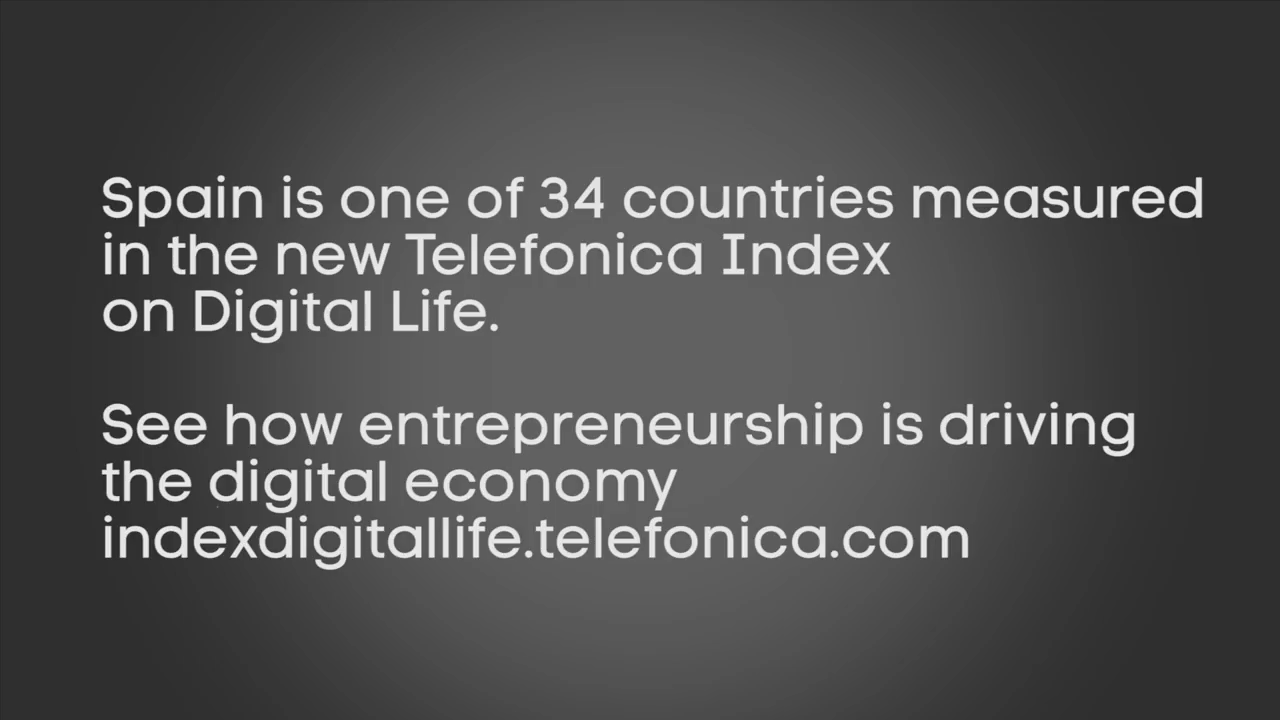 Spain is one of 34 countries measured
in the new Telefonica Index
on Digital Life.
See how entrepreneurship is driving
the digital economy
indexdigitallife.telefonica.com